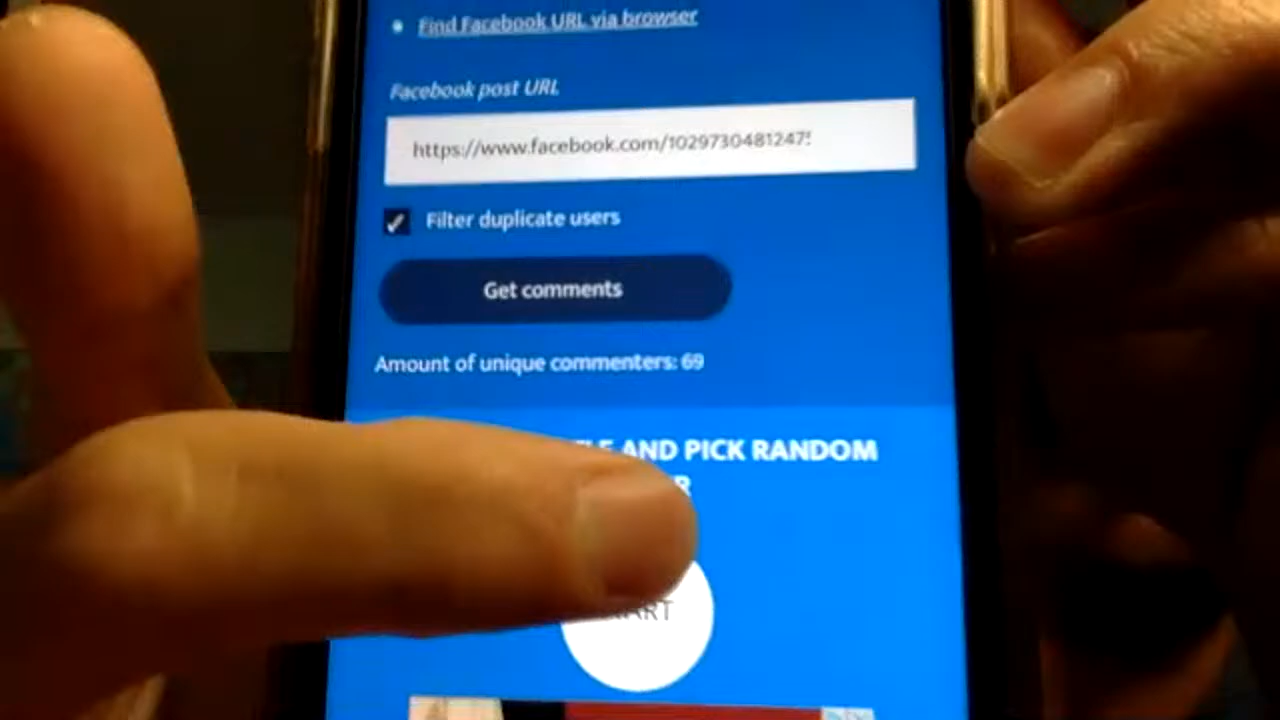 Find Facebook URL via browser
Facebook post URL
https://www.facebook.com/1029730481247
Filter duplicate users
Get comments
Amount of unique commenters: 69
AND PICK RANDOM